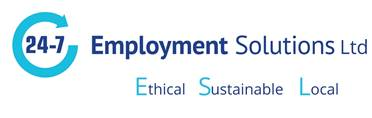 24-7 Employment Solutions Ltd
Ethical Sustainable Local